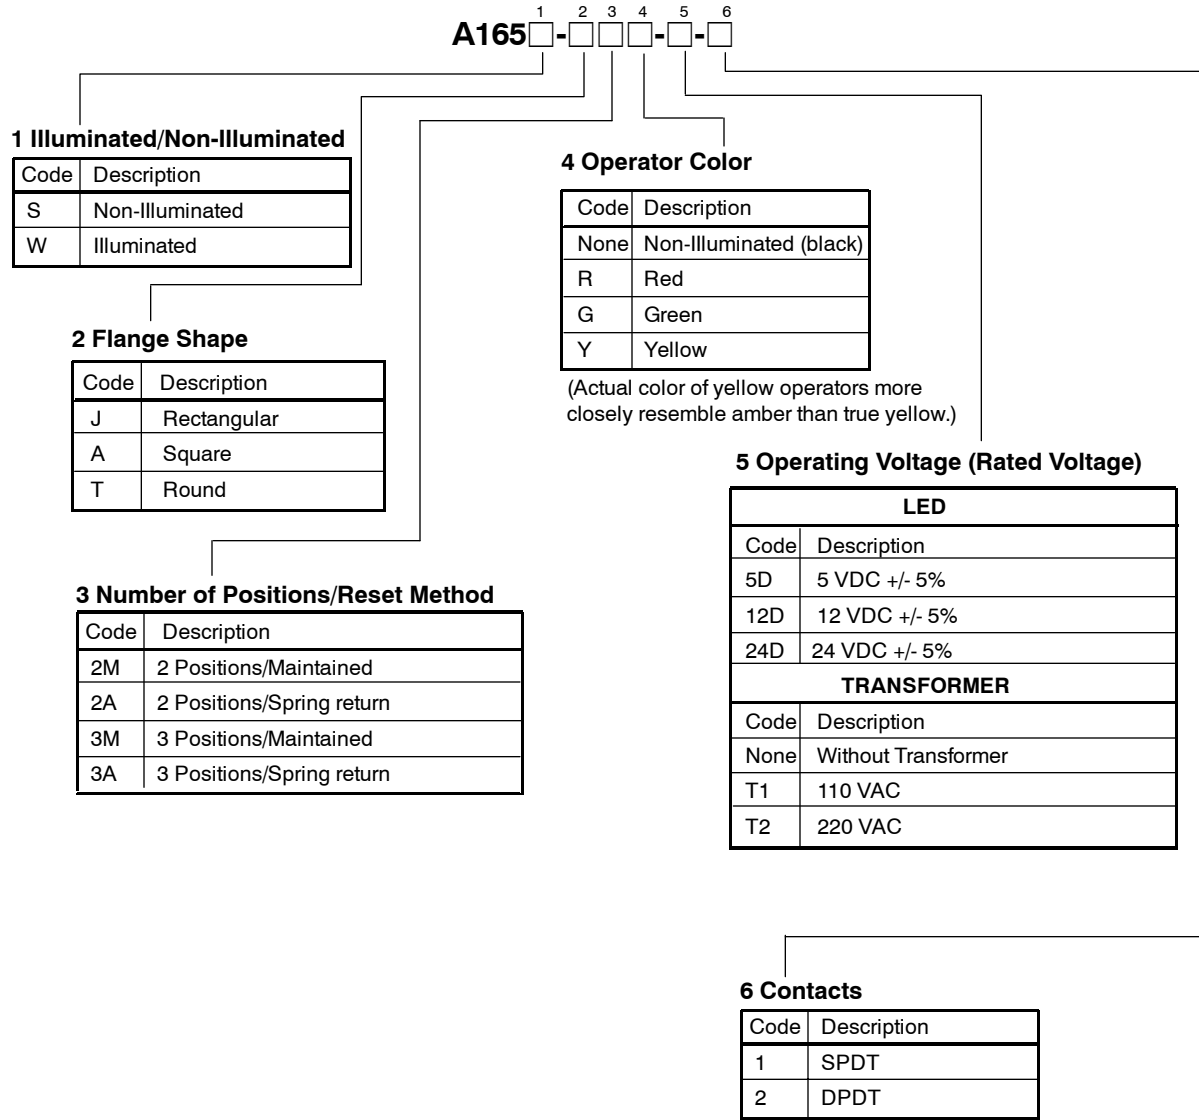 1 2 3 4 5 6
A165□-□□□-□-□
1 Illuminated/Non-Illuminated
Code Description
S Non-Illuminated
W Illuminated
2 Flange Shape
Code Description
J Rectangular
A Square
T Round
3 Number of Positions/Reset Method
Code Description
2M 2 Positions/Maintained
2A 2 Positions/Spring return
3M 3 Positions/Maintained
3A 3 Positions/Spring return
4 Operator Color
Code Description
None Non-Illuminated (black)
R Red
G Green
Y Yellow
(Actual color of yellow operators more
closely resemble amber than true yellow.)
5 Operating Voltage (Rated Voltage)
LED
Code Description
5D 5 VDC +/- 5%
12D 12 VDC +/- 5%
24D 24 VDC +/- 5%
TRANSFORMER
Code Description
None Without Transformer
T1 110 VAC
T2 220 VAC
6 Contacts
Code Description
1 SPDT
2 DPDT